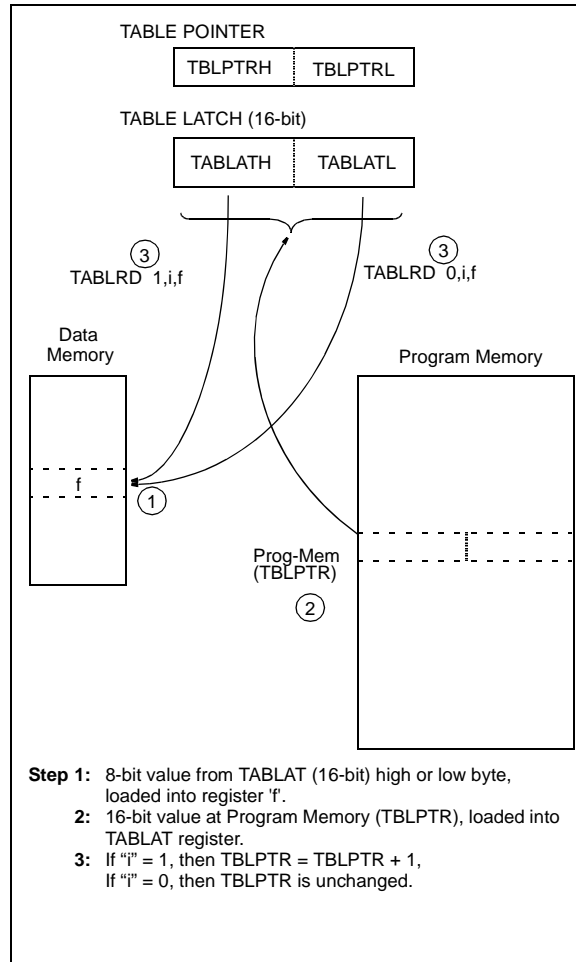 TABLE POINTER
TBLPTRH TBLPTRL
TABLE LATCH (16-bit)
TABLATH TABLATL
3
TABLRD 1,i,f
3
TABLRD 0,i,f
Data
Memory
Program Memory
f
1
Prog-Mem
(TBLPTR)
2
Step 1: 8-bit value from TABLAT (16-bit) high or low byte,
loaded into register 'f'.
2: 16-bit value at Program Memory (TBLPTR), loaded into
TABLAT register.
3: If “i” = 1, then TBLPTR = TBLPTR + 1,
If “i” = 0, then TBLPTR is unchanged.